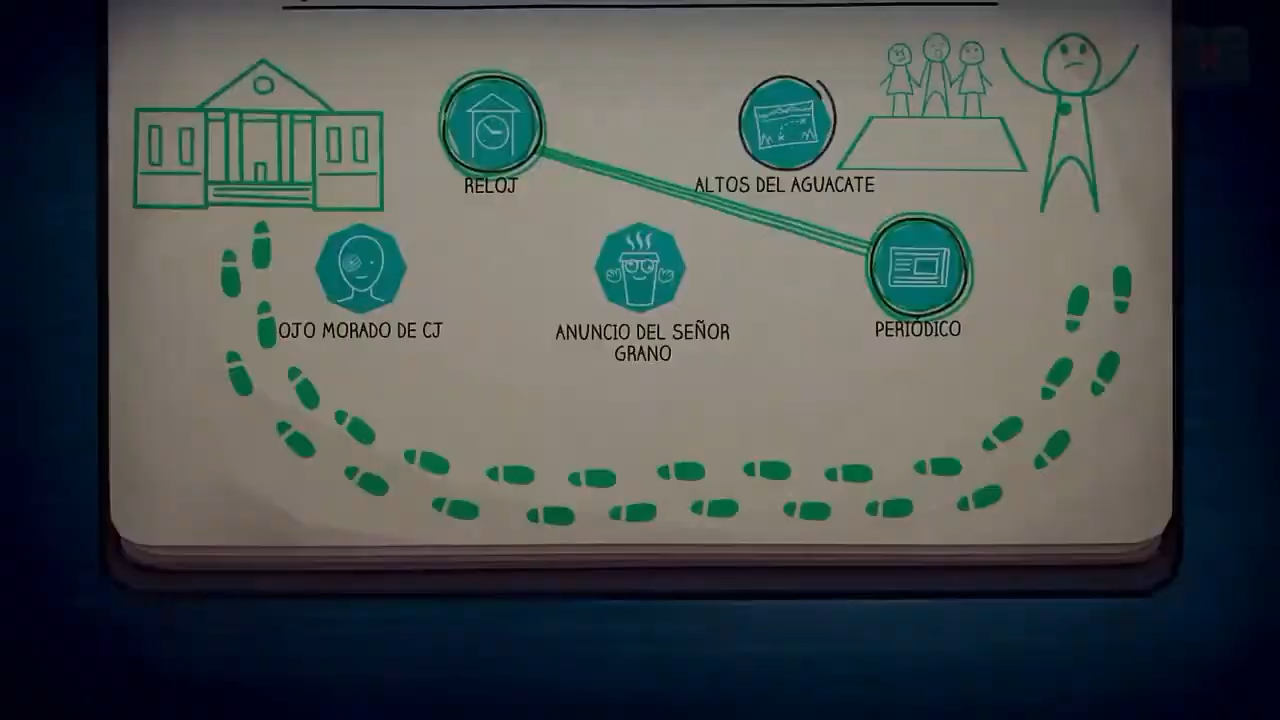 RELOJ
ALTOS DEL AGUACATE
OJO MORADO DE CJ
ANUNCIO DEL SEÑOR
GRANO
PERIÓDICO